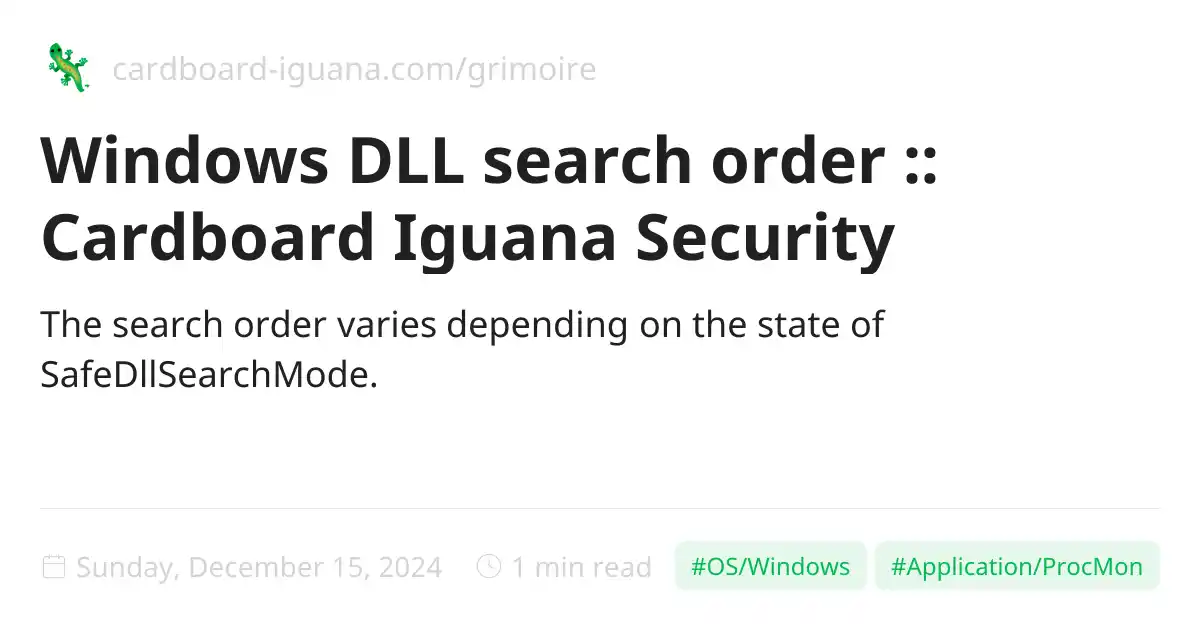 cardboard-iguana.com/grimoire
Windows DLL search order ::
Cardboard Iguana Security
The search order varies depending on the state of
SafeDllSearchMode.
Sunday, December 15, 2024 1 min read #OS/Windows #Application/ProcMon